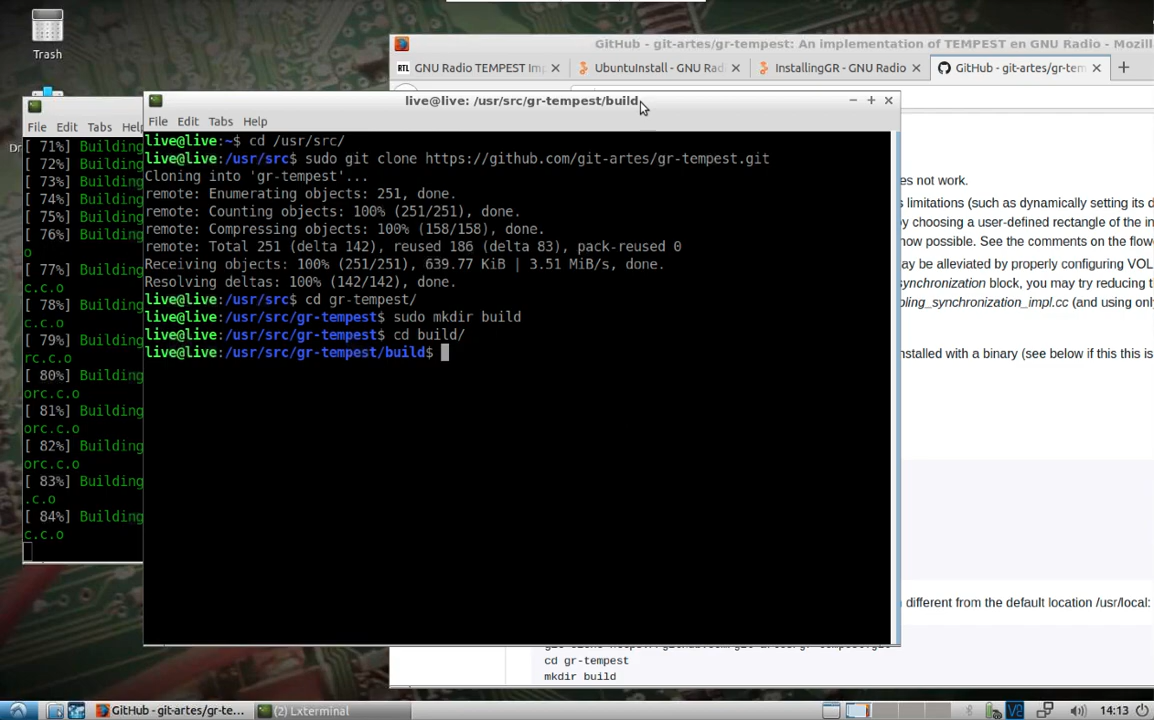 Trash
GitHub - git-artes/gr-tempest: An implementation of TEMPEST en GNU Radio - Mozill
RTL GNU Radio TEMPEST Imp
UbuntuInstall - GNU Rad
InstallingGR - GNU Radio
GitHub - git-artes/gr-tem
live@live: /usr/src/gr-tempest/build
File Edit Tabs Help
File Edit Tabs Help
[ 71%] Building
[ 72%] Building
[ 73%] Building
[ 74%] Building
[ 75%] Building
[ 76%] Building
o
[ 77%] Building
c.c.o
[ 78%] Building
c.c.o
[ 79%] Building
rc.c.o
[ 80%] Building
orc.c.o
[ 81%] Building
orc.c.o
[ 82%] Building
orc.c.o
[ 83%] Building
.c.o
[ 84%] Building
c.c.o
live@live:~$ cd /usr/src/
live@live:/usr/src$ sudo git clone https://github.com/git-artes/gr-tempest.git
Cloning into 'gr-tempest'...
remote: Enumerating objects: 251, done.
remote: Counting objects: 100% (251/251), done.
remote: Compressing objects: 100% (158/158), done.
remote: Total 251 (delta 142), reused 186 (delta 83), pack-reused 0
Receiving objects: 100% (251/251), 639.77 KiB | 3.51 MiB/s, done.
Resolving deltas: 100% (142/142), done.
live@live:/usr/src$ cd gr-tempest/
live@live:/usr/src/gr-tempest$ sudo mkdir build
live@live:/usr/src/gr-tempest$ cd build/
live@live:/usr/src/gr-tempest/build$
es not work.
s limitations (such as dynamically setting its d
by choosing a user-defined rectangle of the in
now possible. See the comments on the flow
ay be alleviated by properly configuring VOL
synchronization block, you may try reducing t
pling_synchronization_impl.cc (and using only
nstalled with a binary (see below if this this is
different from the default location /usr/local:
cd gr-tempest
mkdir build
GitHub - git-artes/gr-te...
(2) Lxterminal
V2
14:13